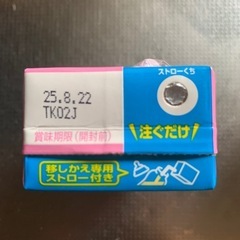 ストローくち
25.8.22
TK02J
賞味期限(開封前)
注ぐだけ!
移しかえ専用
ストロー付き